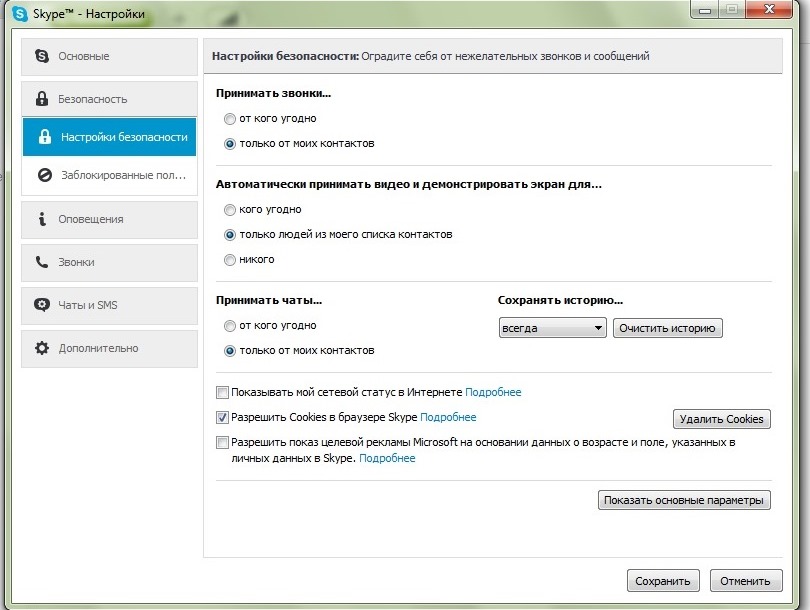 Skype™ - Настройки
Основные
Безопасность
Настройки безопасности
Заблокированные пол...
Оповещения
Звонки
Чаты и SMS
Дополнительно
Настройки безопасности: Оградите себя от нежелательных звонков и сообщений
Принимать звонки...
от кого угодно
только от моих контактов
Автоматически принимать видео и демонстрировать экран для...
кого угодно
только людей из моего списка контактов
никого
Принимать чаты...
от кого угодно
только от моих контактов
Сохранять историю...
всегда
Очистить историю
Показывать мой сетевой статус в Интернете Подробнее
Разрешить Cookies в браузере Skype Подробнее
Удалить Cookies
Разрешить показ целевой рекламы Microsoft на основании данных о возрасте и поле, указанных в
личных данных в Skype. Подробнее
Показать основные параметры
Сохранить
Отменить